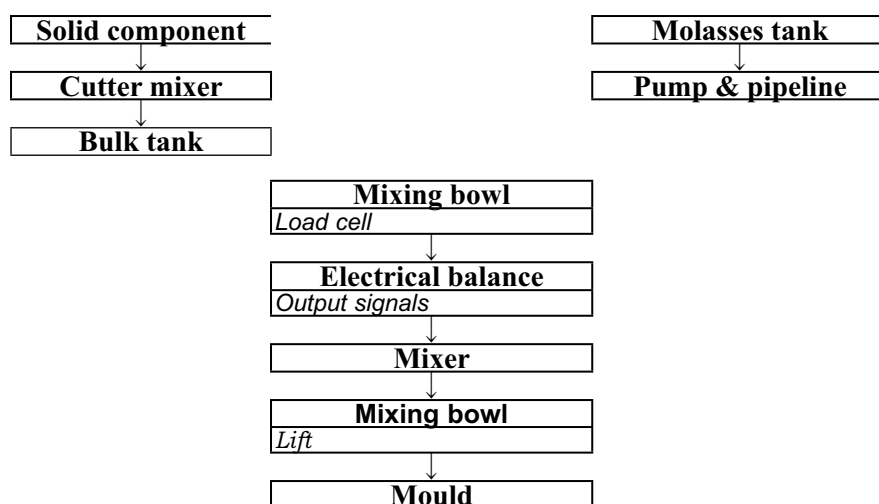 Solid component
Molasses tank
Cutter mixer
Pump & pipeline
Bulk tank
Mixing bowl
Load cell
Electrical balance
Output signals
Mixer
Mixing bowl
Lift
Mould